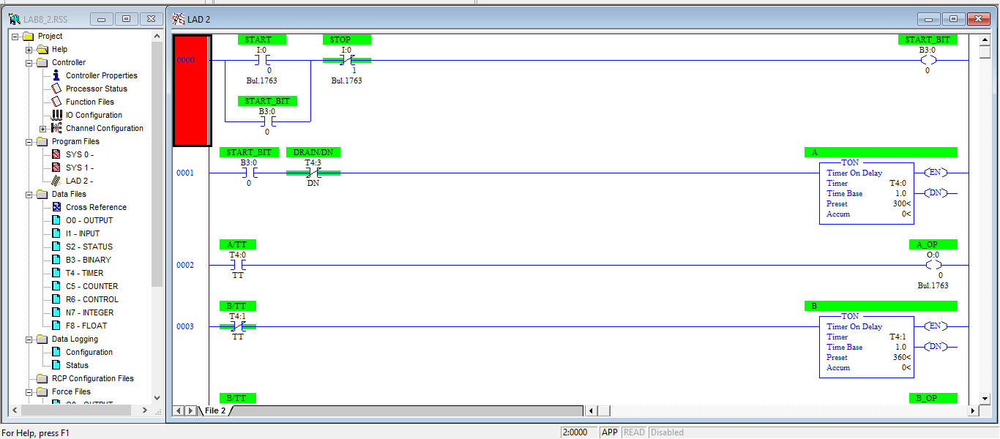 LAB8_2.RSS
Project
Help
Controller
Controller Properties
Processor Status
Function Files
IO Configuration
Channel Configuration
Program Files
SYS 0 -
SYS 1 -
LAD 2 -
Data Files
Cross Reference
O0 - OUTPUT
I1 - INPUT
S2 - STATUS
B3 - BINARY
T4 - TIMER
C5 - COUNTER
R6 - CONTROL
N7 - INTEGER
F8 - FLOAT
Data Logging
Configuration
Status
RCP Configuration Files
Force Files
O0 - OUTPUT
LAD 2
START STOP START_BIT
I:0 I:0 B3:0
0000
0 1 0
Bul.1763 Bul.1763
START_BIT
B3:0
0
START_BIT DRAIN/DN A
B3:0 T4:3 TON
0001 Timer On Delay EN
0 DN Timer T4:0
Time Base 1.0 DN
Preset 300<
Accum 0<
A/TT A_OP
T4:0 O:0
0002
TT 0
Bul.1763
B/TT B
T4:1 TON
0003 Timer On Delay EN
TT Timer T4:1
Time Base 1.0 DN
Preset 360<
Accum 0<
B/TT B_OP
File 2
For Help, press F1 2:0000 APP READ Disabled